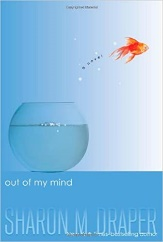 a novel
out of my mind
SHARON M. DRAPER